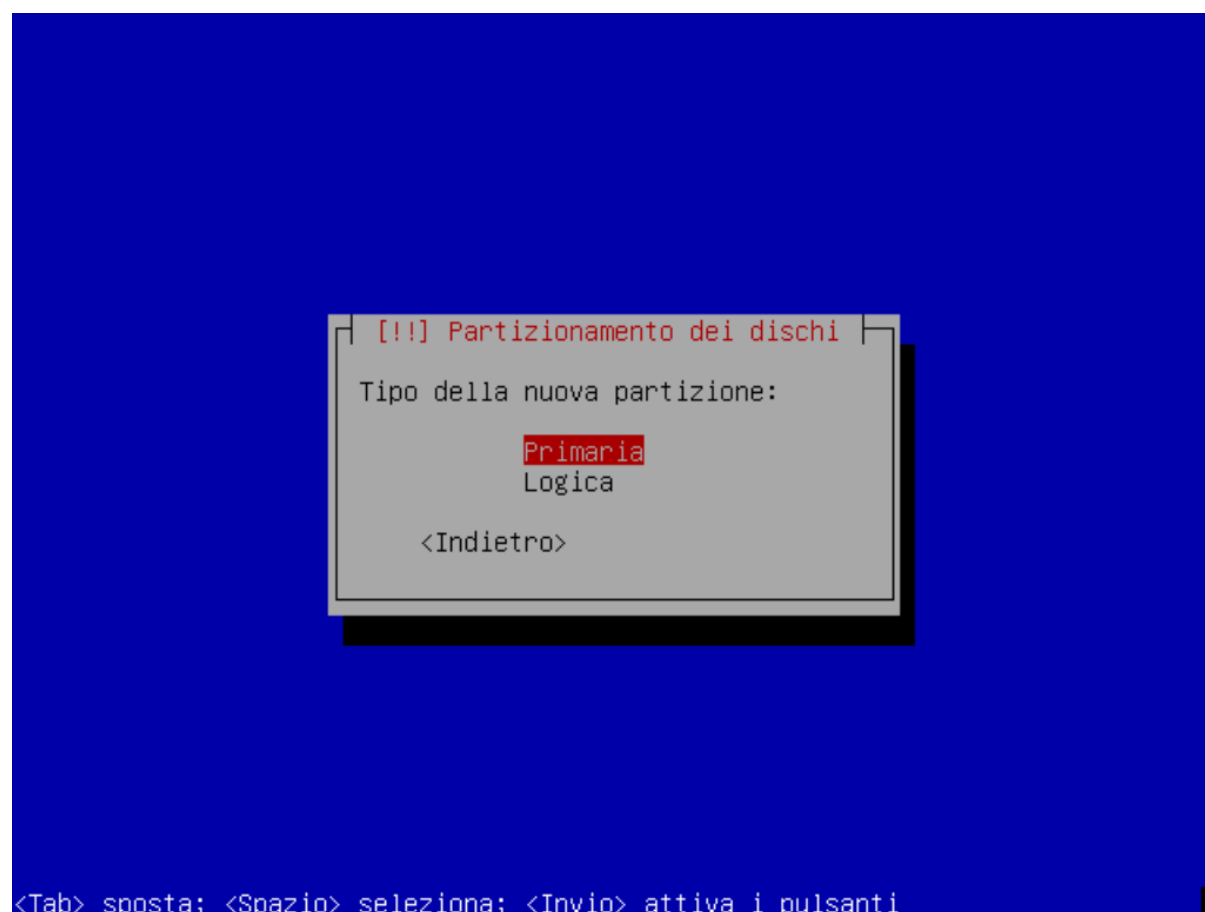 [!!] Partizionamento dei dischi
Tipo della nuova partizione:
Primaria
Logica
<Indietro>
<Tab> sposta; <Spazio> seleziona; <Invio> attiva i pulsanti